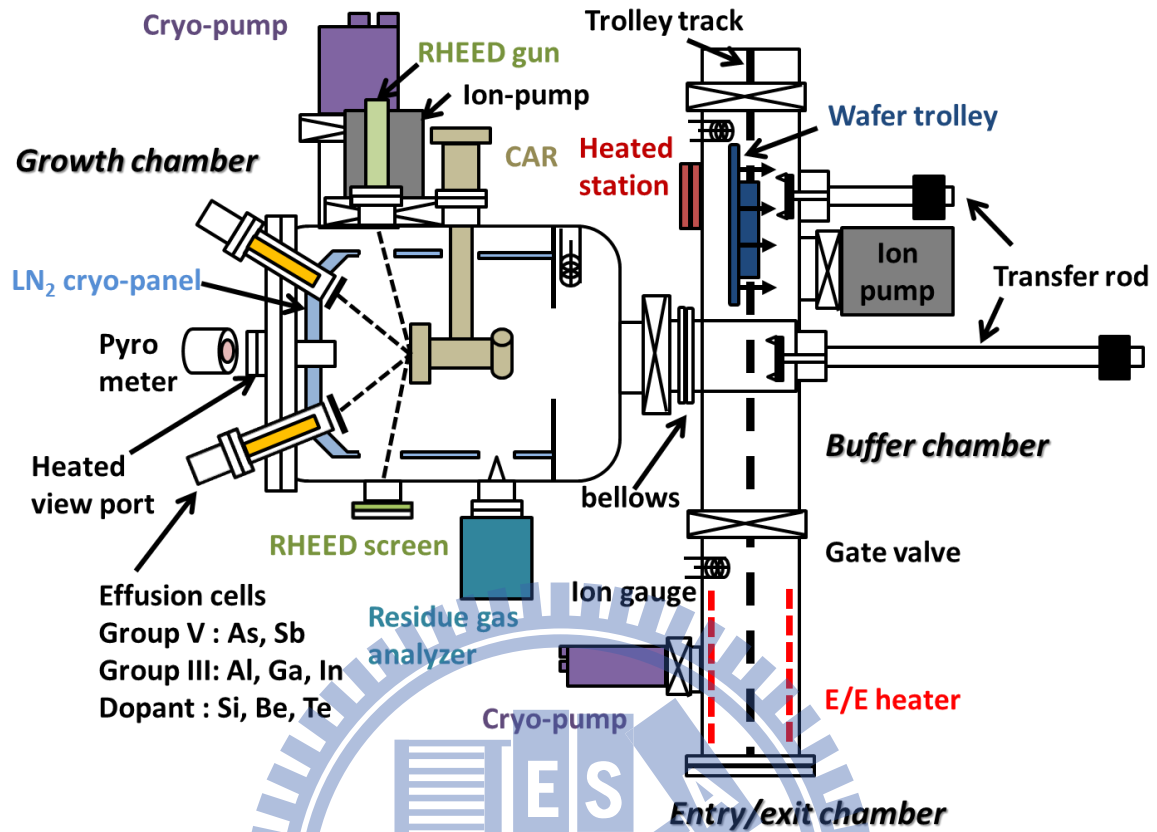 Cryo-pump
RHEED gun
Ion-pump
Trolley track
Wafer trolley
CAR
Heated
station
Growth chamber
LN₂ cryo-panel
Ion
pump
Transfer rod
Pyro
meter
Buffer chamber
Heated
view port
bellows
RHEED screen
Gate valve
Effusion cells
Group V : As, Sb
Group III: Al, Ga, In
Dopant : Si, Be, Te
Ion gauge
Residue gas
analyzer
E/E heater
Cryo-pump
Entry/exit chamber
ESA